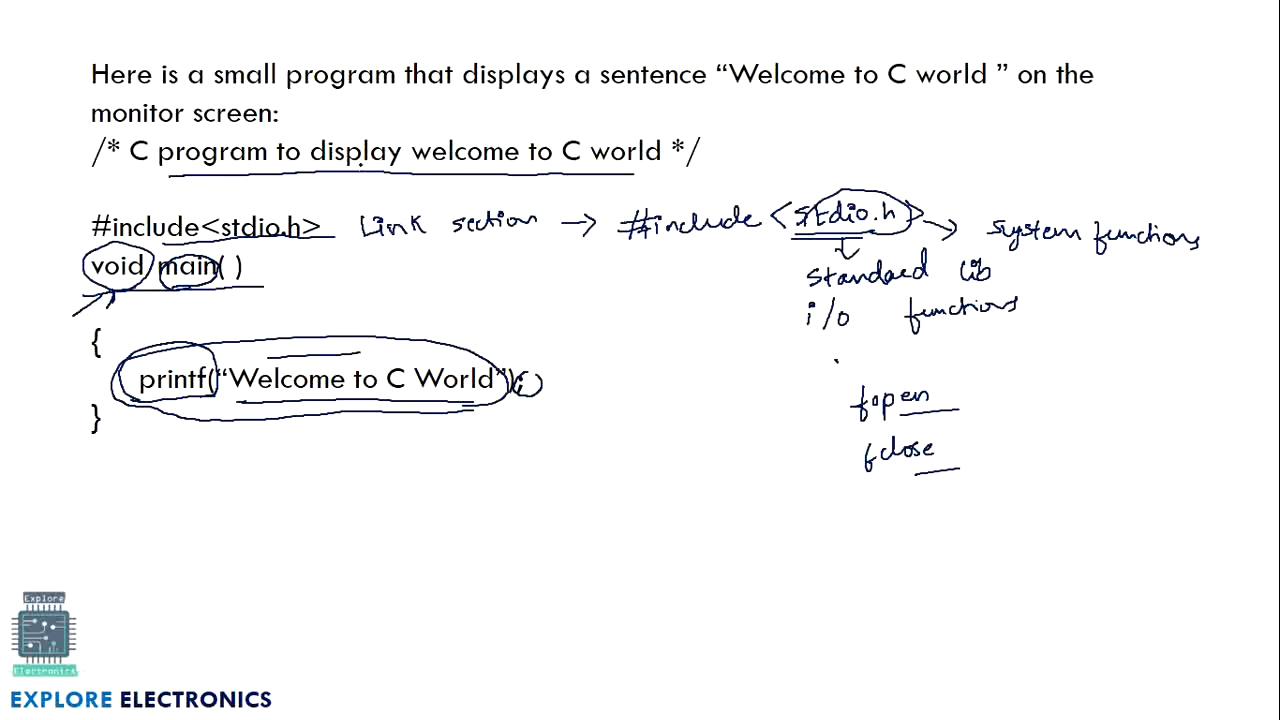 Here is a small program that displays a sentence “Welcome to C world ” on the
monitor screen:
/* C program to display welcome to C world */
#include<stdio.h> Link section → #include <stdio.h> → system functions
void main( )
standard lib
i/o functions
{
printf(“Welcome to C World”);
fopen
}
fclose
Explore
Electronics
EXPLORE ELECTRONICS